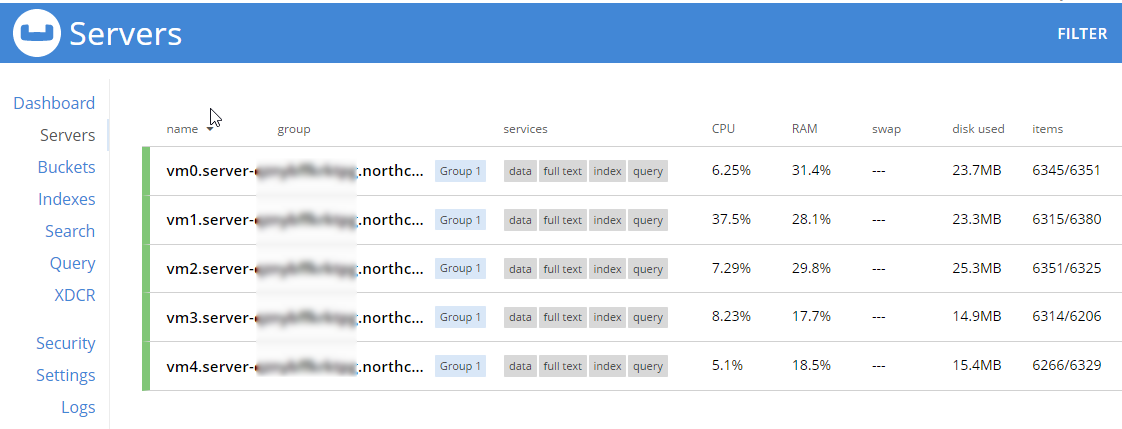 Servers FILTER
Dashboard
Servers
Buckets
Indexes
Search
Query
XDCR
Security
Settings
Logs
name group services CPU RAM swap disk used items
vm0.server- .northc... Group 1 data full text index query 6.25% 31.4% --- 23.7MB 6345/6351
vm1.server- .northc... Group 1 data full text index query 37.5% 28.1% --- 23.3MB 6315/6380
vm2.server- .northc... Group 1 data full text index query 7.29% 29.8% --- 25.3MB 6351/6325
vm3.server- .northc... Group 1 data full text index query 8.23% 17.7% --- 14.9MB 6314/6206
vm4.server- .northc... Group 1 data full text index query 5.1% 18.5% --- 15.4MB 6266/6329